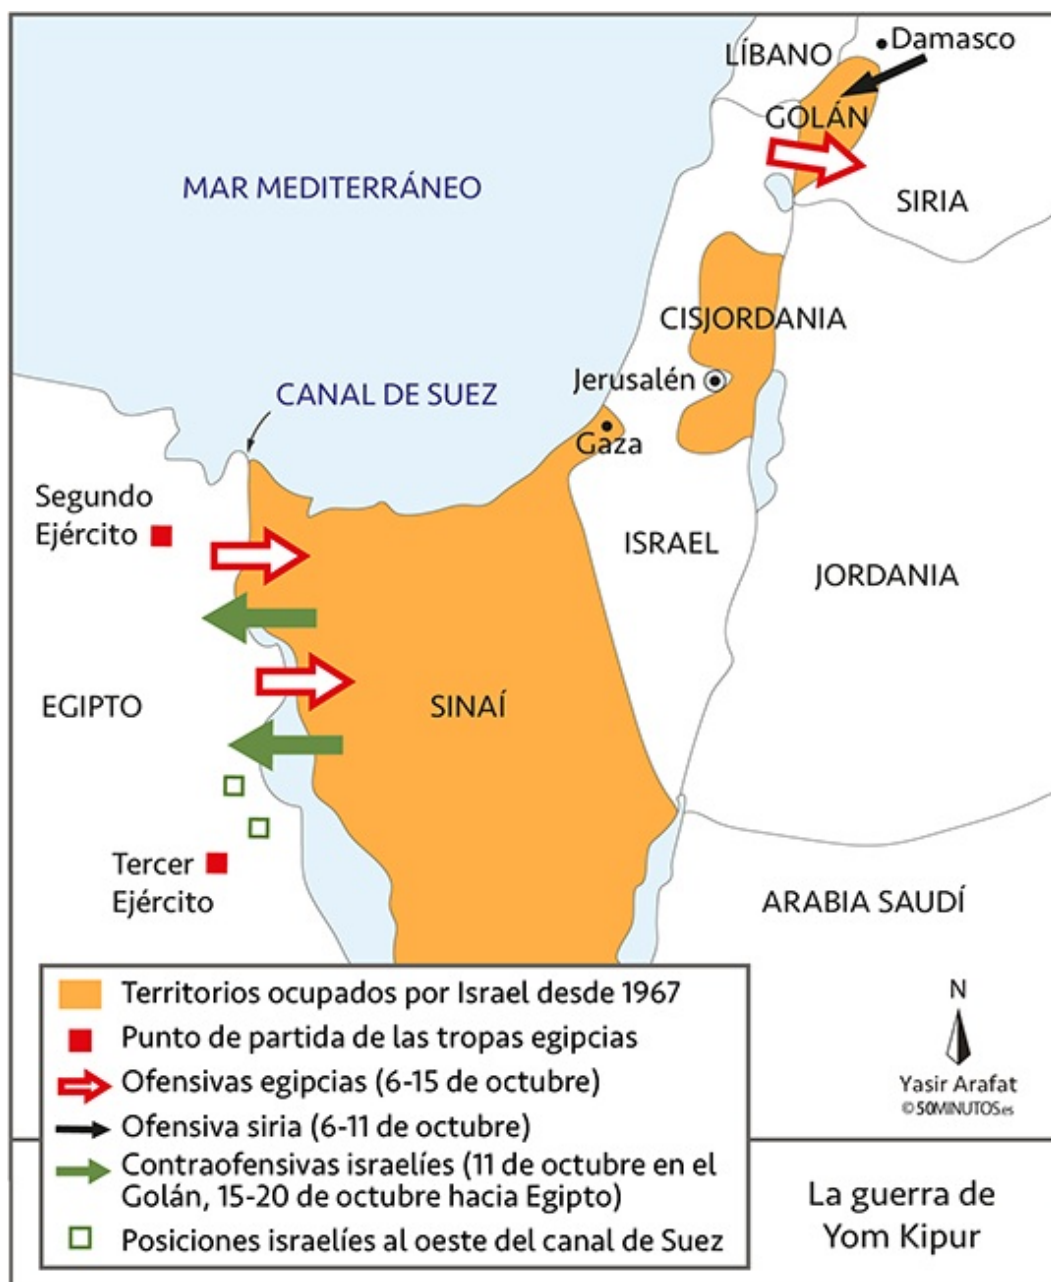 LÍBANO
Damasco
GOLÁN
MAR MEDITERRÁNEO
SIRIA
CISJORDANIA
Jerusalén
CANAL DE SUEZ
Gaza
Segundo
Ejército
ISRAEL
JORDANIA
EGIPTO
SINAÍ
Tercer
Ejército
ARABIA SAUDÍ
Territorios ocupados por Israel desde 1967
Punto de partida de las tropas egipcias
Ofensivas egipcias (6-15 de octubre)
Ofensiva siria (6-11 de octubre)
Contraofensivas israelíes (11 de octubre en el
Golán, 15-20 de octubre hacia Egipto)
Posiciones israelíes al oeste del canal de Suez
N
Yasir Arafat
© 50MINUTOS.es
La guerra de
Yom Kipur